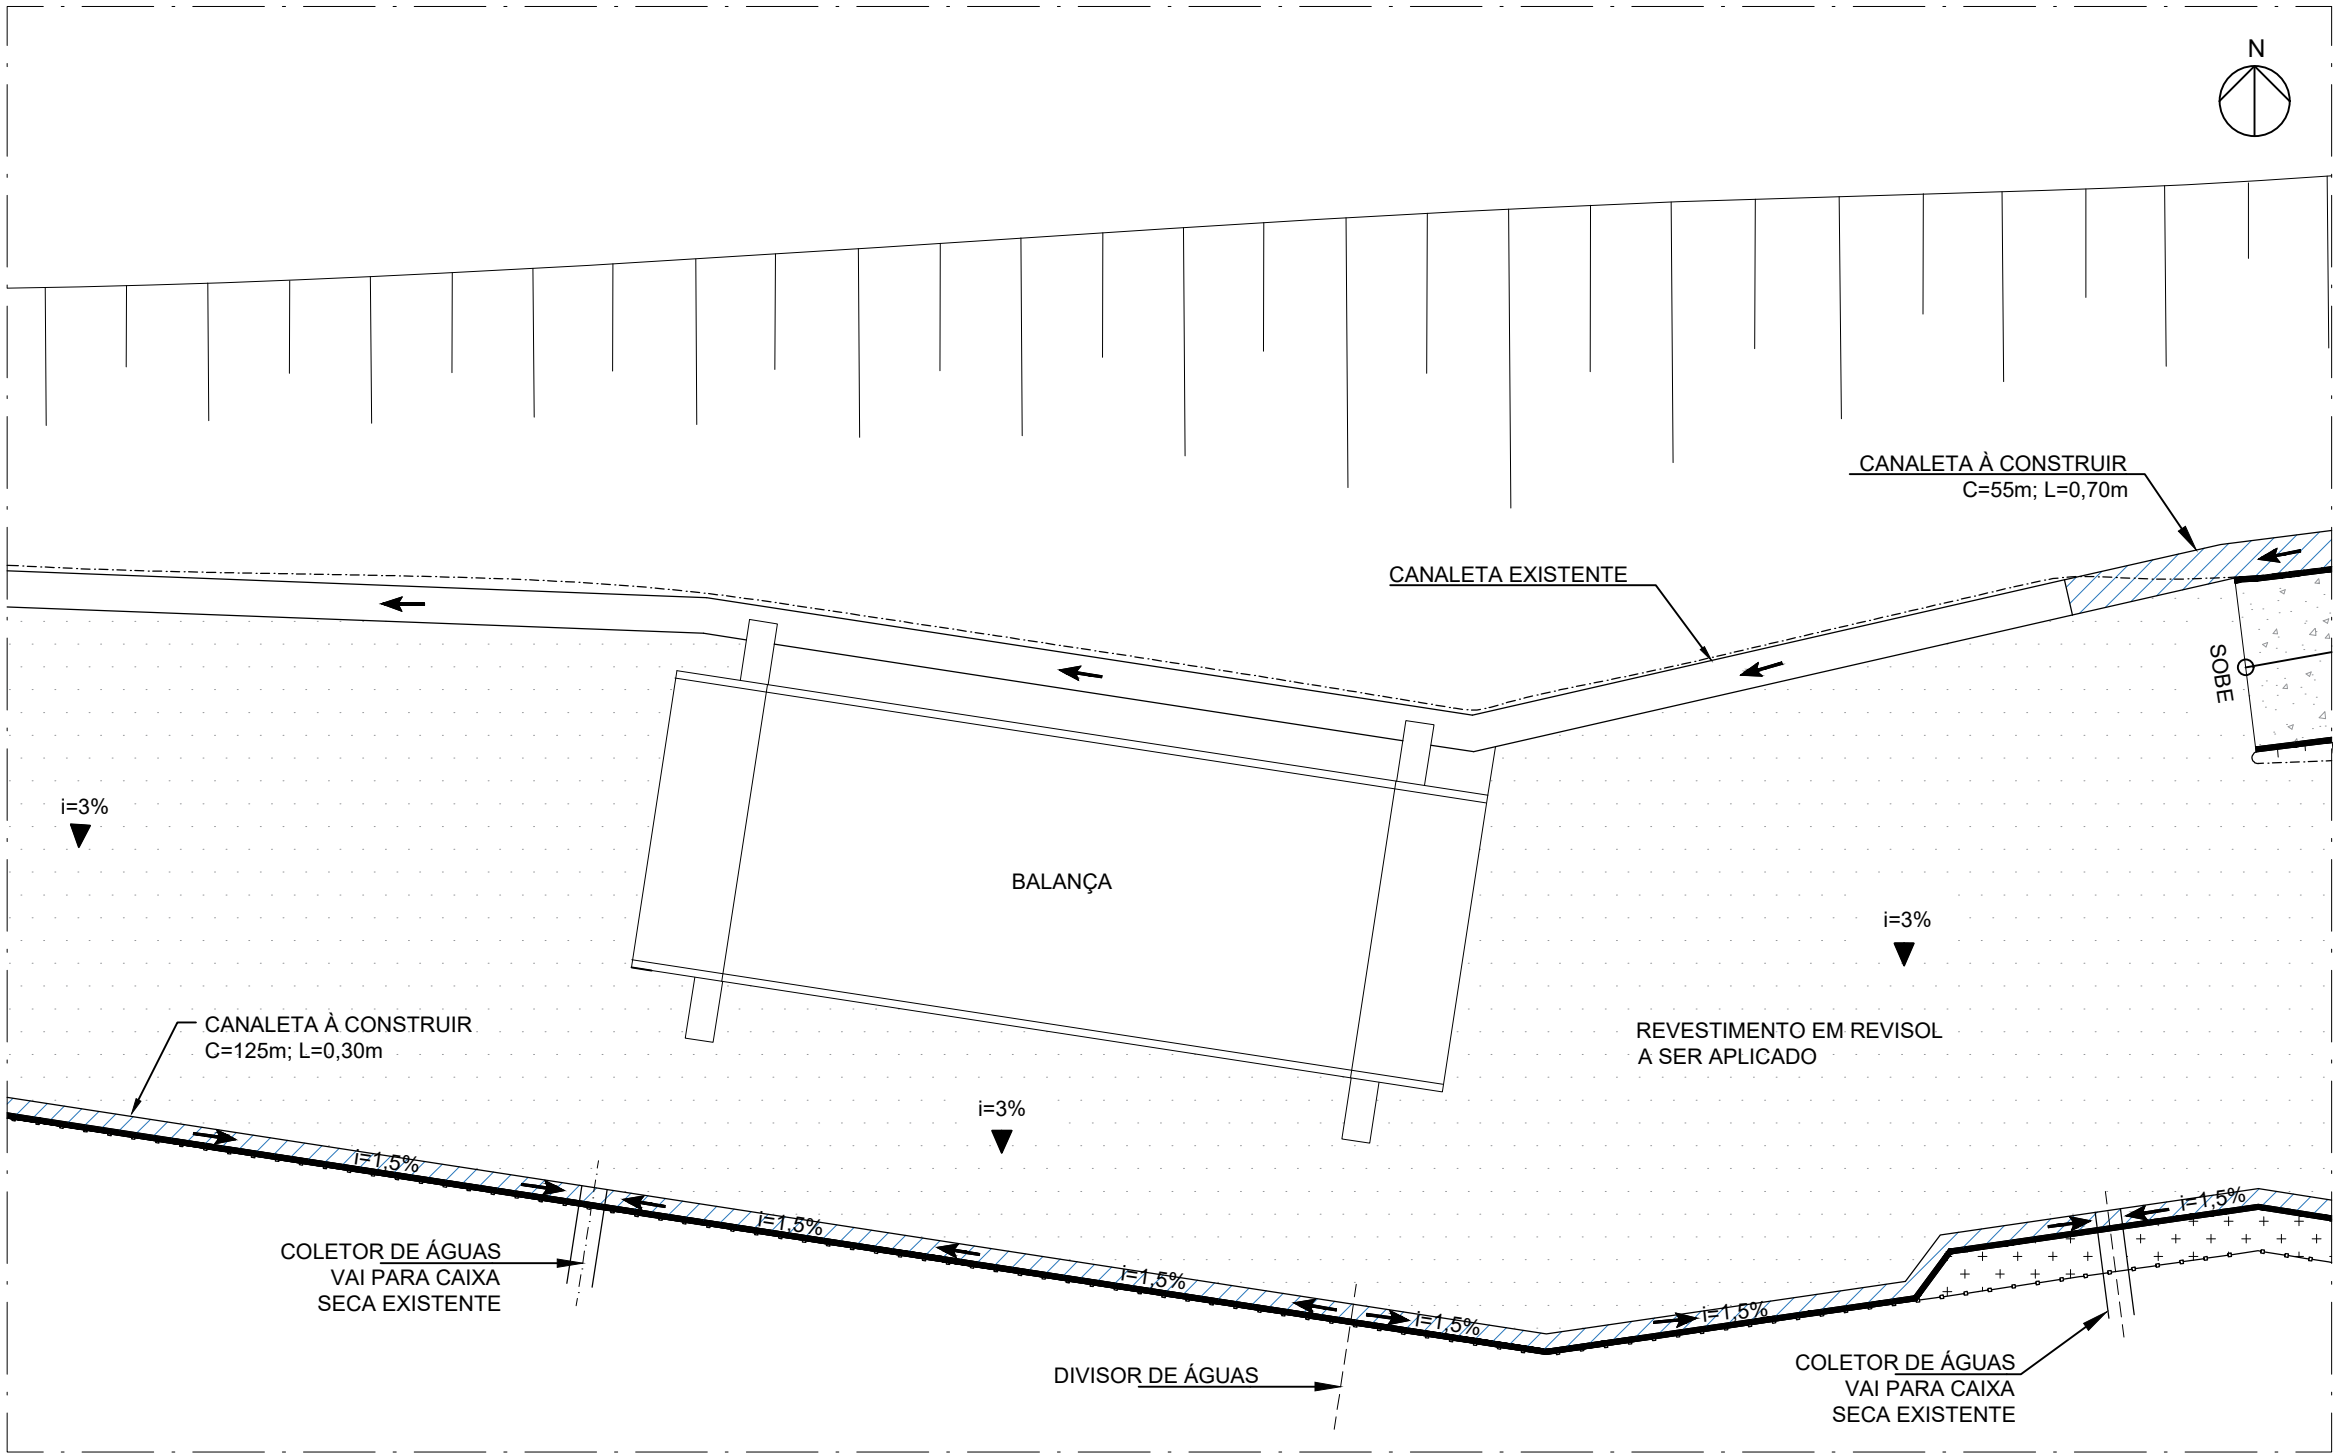 N
CANALETA À CONSTRUIR
C=55m; L=0,70m
CANALETA EXISTENTE
SOBE
i=3%
BALANÇA
i=3%
CANALETA À CONSTRUIR
C=125m; L=0,30m
REVESTIMENTO EM REVISOL
A SER APLICADO
i=3%
i=1,5%
i=1,5%
i=1,5%
i=1,5%
i=1,5%
i=1,5%
COLETOR DE ÁGUAS
VAI PARA CAIXA
SECA EXISTENTE
DIVISOR DE ÁGUAS
COLETOR DE ÁGUAS
VAI PARA CAIXA
SECA EXISTENTE